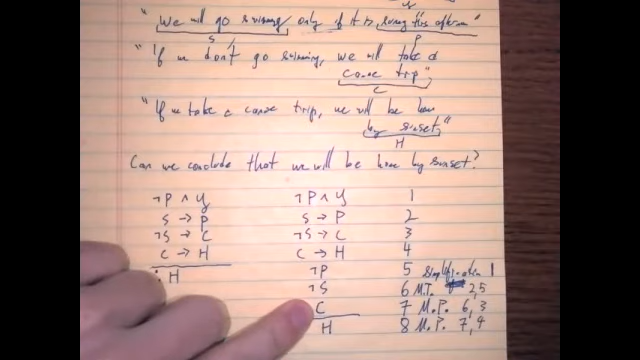 "We will go swimming only if it is sunny this afternoon"
S P
"If we don't go swimming, we will take a
canoe trip"
C
"If we take a canoe trip, we will be home
by sunset"
H
Can we conclude that we will be home by sunset?
¬P ∧ Y ¬P ∧ Y 1
S → P S → P 2
¬S → C ¬S → C 3
C → H C → H 4
∴ H ¬P 5 Simplification 1
¬S 6 M.T. 2,5
C 7 M.P. 6,3
H 8 M.P. 7,4